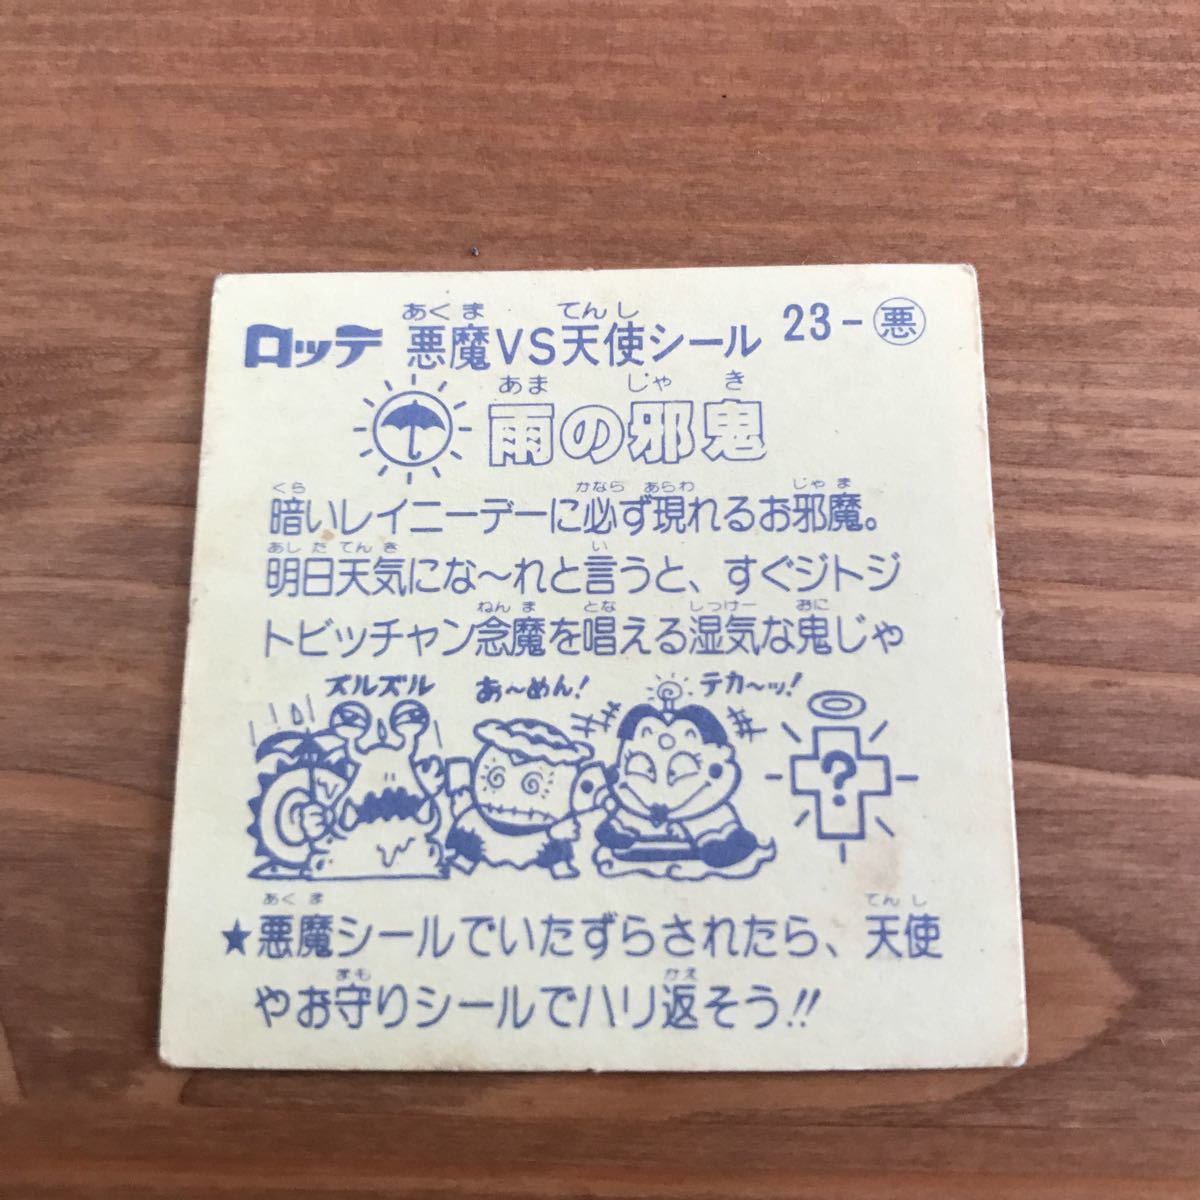 あくま てんし
ロッテ 悪魔VS天使シール 23-悪
あま じゃ き
雨の邪鬼
くら かなら あらわ じゃま
暗いレイニーデーに必ず現れるお邪魔。
あした てんき い
明日天気にな〜れと言うと、すぐジトジ
ねんま とな しっけー おに
トビッチャン念魔を唱える湿気な鬼じゃ
ズルズル あ〜めん! テカ〜ッ!
?
あくま てんし
★悪魔シールでいたずらされたら、天使
まも かえ
やお守りシールでハリ返そう!!